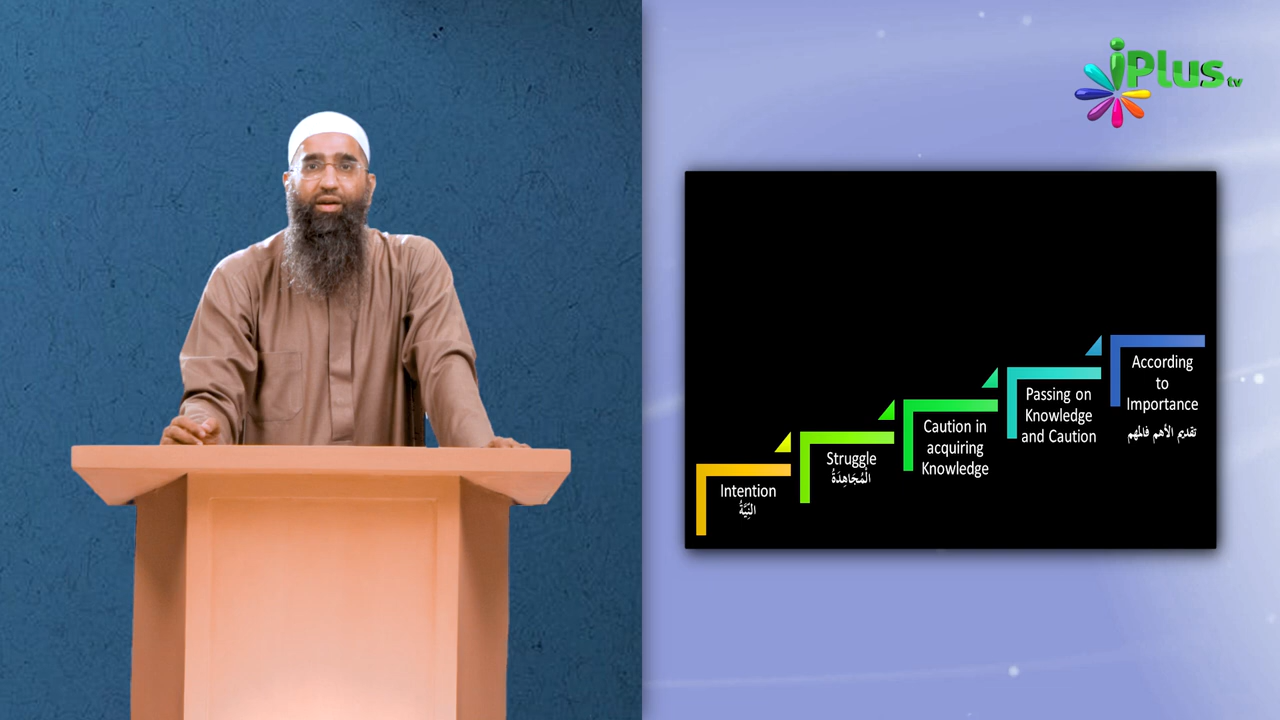 iPlus tv
Intention
النِّيَّةُ
Struggle
الْمُجَاهِدَةُ
Caution in
acquiring
Knowledge
Passing on
Knowledge
and Caution
According
to
Importance
تقديم الأهم فالمهم